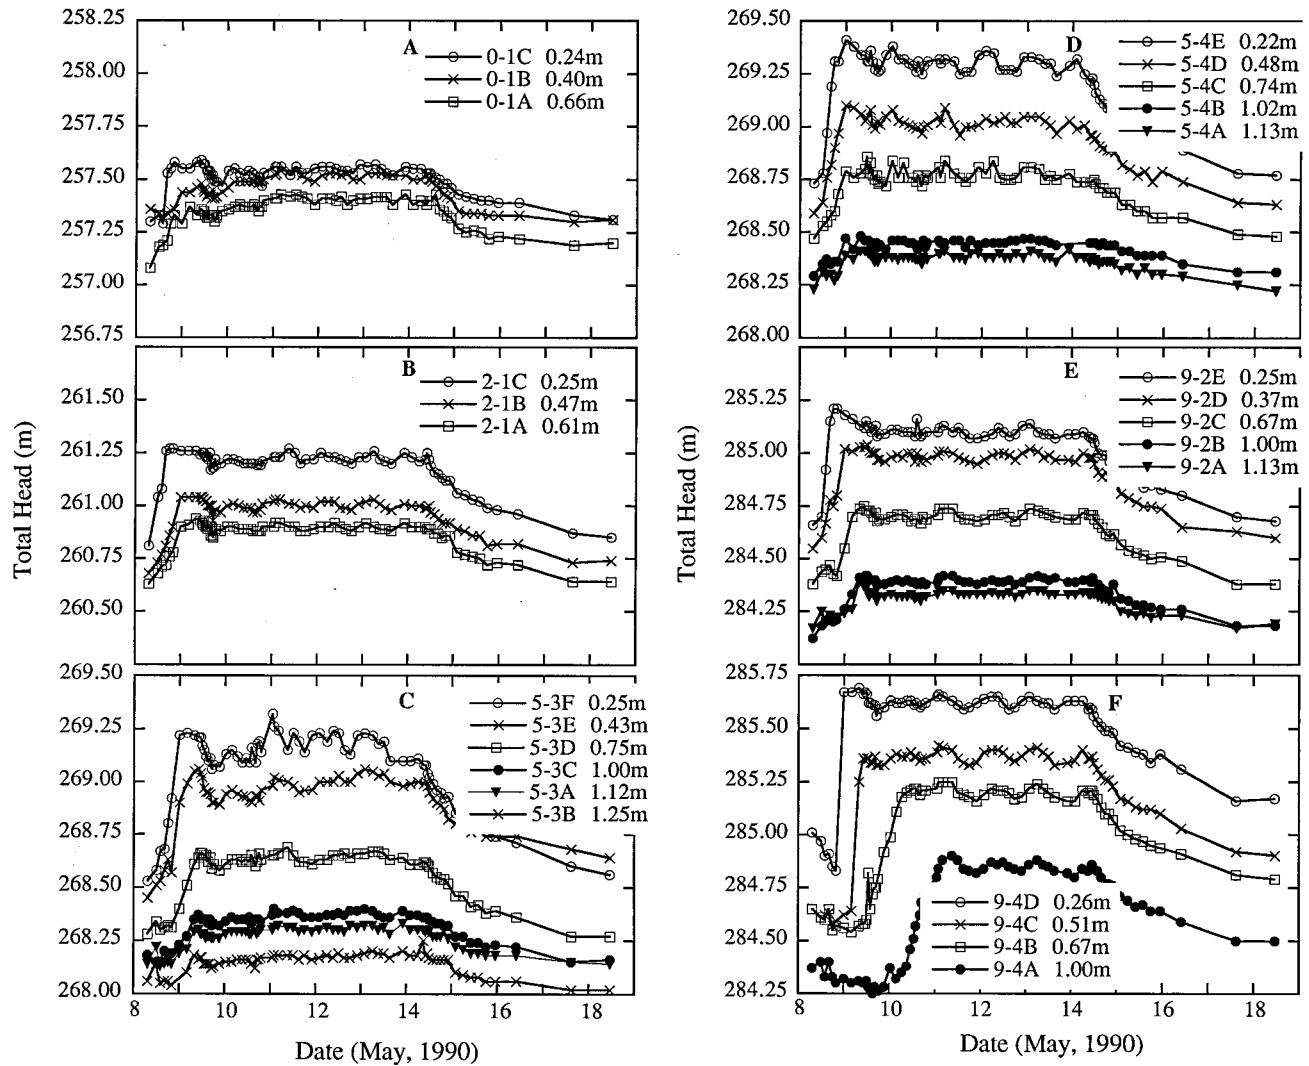 258.25
258.00
257.75
257.50
257.25
257.00
256.75
A
0-1C 0.24m
0-1B 0.40m
0-1A 0.66m
261.50
261.25
261.00
260.75
260.50
B
2-1C 0.25m
2-1B 0.47m
2-1A 0.61m
Total Head (m)
269.50
269.25
269.00
268.75
268.50
268.25
268.00
C
5-3F 0.25m
5-3E 0.43m
5-3D 0.75m
5-3C 1.00m
5-3A 1.12m
5-3B 1.25m
8 10 12 14 16 18
Date (May, 1990)
269.50
269.25
269.00
268.75
268.50
268.25
268.00
D
5-4E 0.22m
5-4D 0.48m
5-4C 0.74m
5-4B 1.02m
5-4A 1.13m
285.25
285.00
284.75
284.50
284.25
E
9-2E 0.25m
9-2D 0.37m
9-2C 0.67m
9-2B 1.00m
9-2A 1.13m
Total Head (m)
285.75
285.50
285.25
285.00
284.75
284.50
284.25
F
9-4D 0.26m
9-4C 0.51m
9-4B 0.67m
9-4A 1.00m
8 10 12 14 16 18
Date (May, 1990)